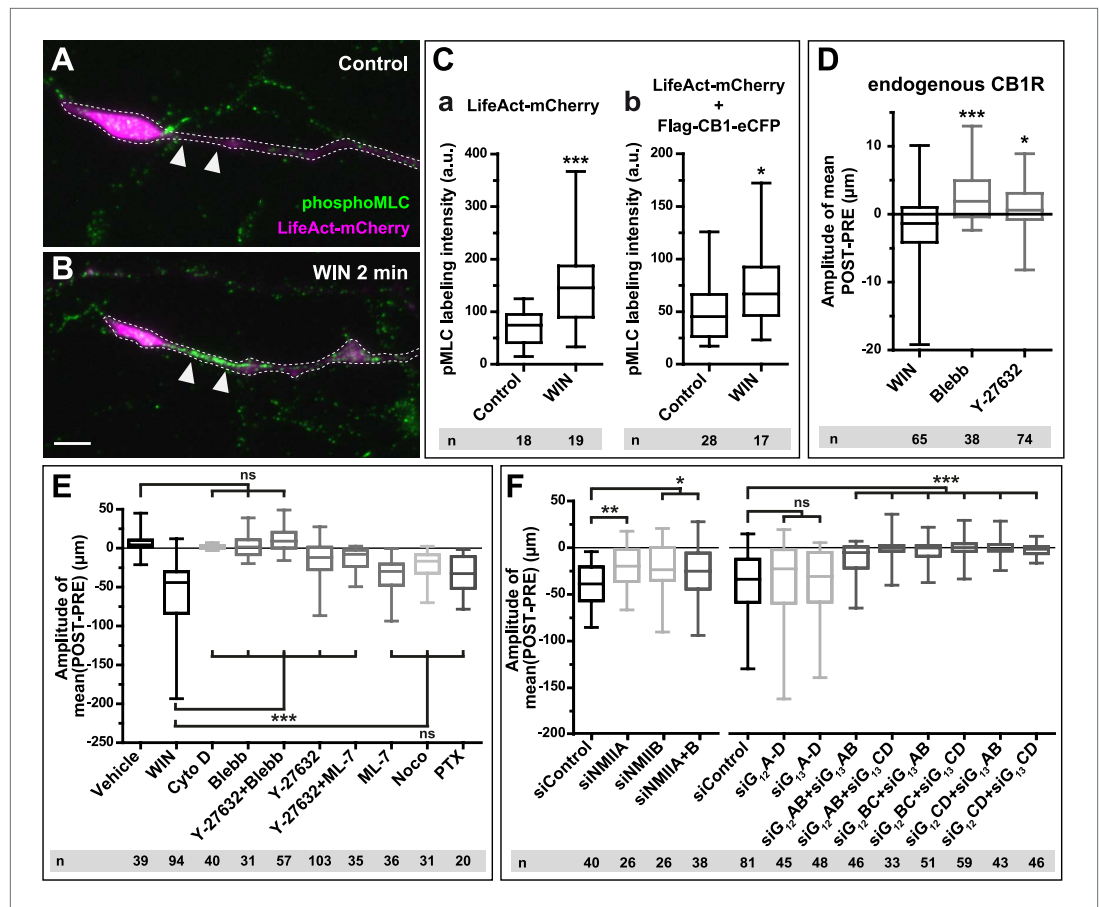 A
Control
phosphoMLC
LifeAct-mCherry
B
WIN 2 min
C
a
LifeAct-mCherry
pMLC labeling intensity (a.u.)
400
300
200
150
100
50
0
***
Control
WIN
n 18 19
b
LifeAct-mCherry
+
Flag-CB1-eCFP
pMLC labeling intensity (a.u.)
200
150
100
50
0
*
Control
WIN
n 28 17
D
endogenous CB1R
Amplitude of mean
POST-PRE (µm)
20
10
0
-10
-20
***
*
WIN
Blebb
Y-27632
n 65 38 74
E
Amplitude of
mean(POST-PRE) (µm)
50
0
-50
-100
-150
-200
-250
ns
***
ns
Vehicle
WIN
Cyto D
Blebb
Y-27632+Blebb
Y-27632
Y-27632+ML-7
ML-7
Noco
PTX
n 39 94 40 31 57 103 35 36 31 20
F
Amplitude of
mean(POST-PRE) (µm)
50
0
-50
-100
-150
-200
**
*
ns
***
siControl
siNMIIA
siNMIIB
siNMIIA+B
siControl
siG₁₂A-D
siG₁₃A-D
siG₁₂AB+siG₁₃AB
siG₁₂AB+siG₁₃CD
siG₁₂BC+siG₁₃AB
siG₁₂BC+siG₁₃CD
siG₁₂CD+siG₁₃AB
siG₁₂CD+siG₁₃CD
n 40 26 26 38 81 45 48 46 33 51 59 43 46